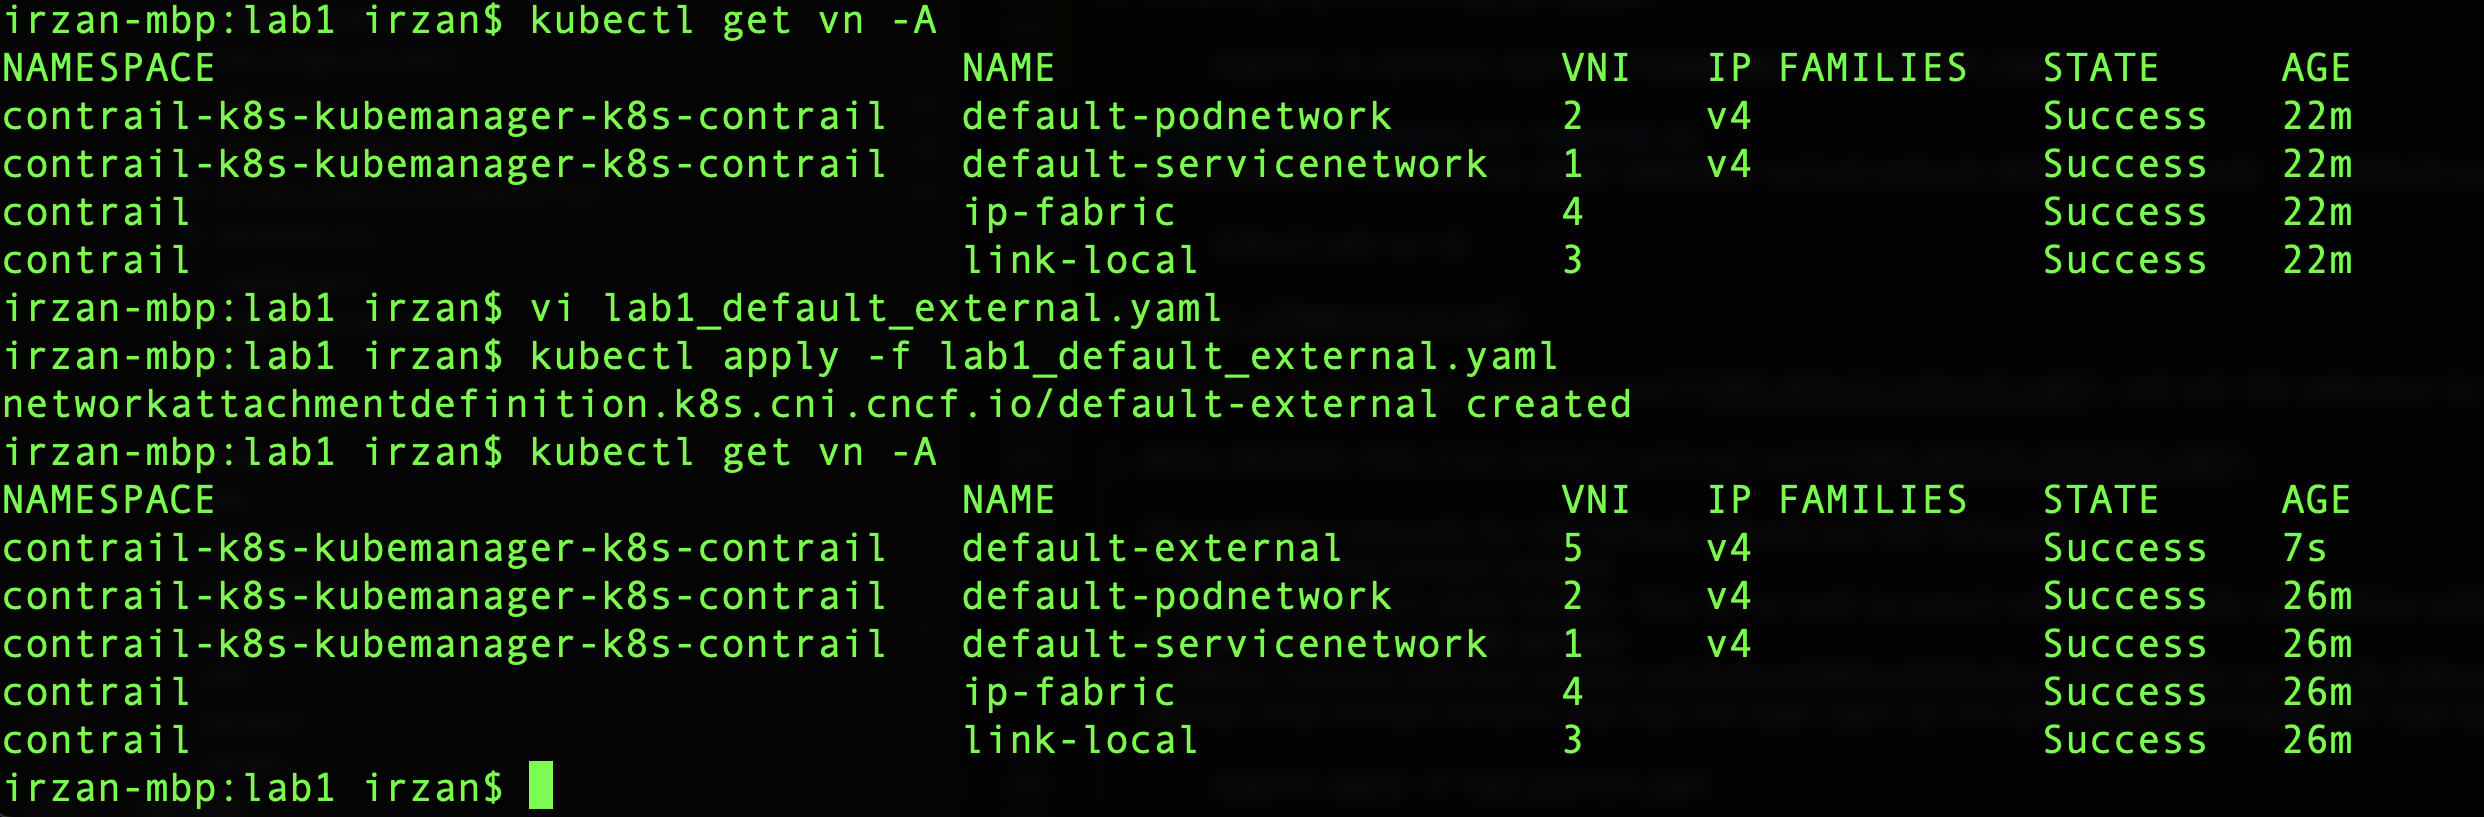 irzan-mbp:lab1 irzan$ kubectl get vn -A
NAMESPACE                               NAME                     VNI   IP FAMILIES   STATE     AGE
contrail-k8s-kubemanager-k8s-contrail   default-podnetwork       2     v4            Success   22m
contrail-k8s-kubemanager-k8s-contrail   default-servicenetwork   1     v4            Success   22m
contrail                                ip-fabric                4                   Success   22m
contrail                                link-local               3                   Success   22m
irzan-mbp:lab1 irzan$ vi lab1_default_external.yaml
irzan-mbp:lab1 irzan$ kubectl apply -f lab1_default_external.yaml
networkattachmentdefinition.k8s.cni.cncf.io/default-external created
irzan-mbp:lab1 irzan$ kubectl get vn -A
NAMESPACE                               NAME                     VNI   IP FAMILIES   STATE     AGE
contrail-k8s-kubemanager-k8s-contrail   default-external         5     v4            Success   7s
contrail-k8s-kubemanager-k8s-contrail   default-podnetwork       2     v4            Success   26m
contrail-k8s-kubemanager-k8s-contrail   default-servicenetwork   1     v4            Success   26m
contrail                                ip-fabric                4                   Success   26m
contrail                                link-local               3                   Success   26m
irzan-mbp:lab1 irzan$